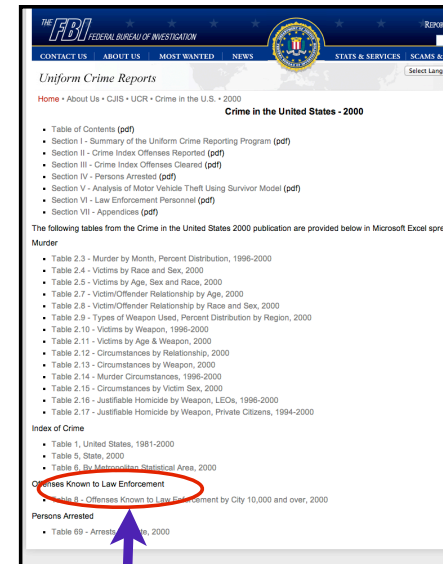 THE FBI FEDERAL BUREAU OF INVESTIGATION
REPOR
CONTACT US ABOUT US MOST WANTED NEWS STATS & SERVICES SCAMS &
Uniform Crime Reports
Select Lang
Home • About Us • CJIS • UCR • Crime in the U.S. • 2000
Crime in the United States - 2000
Table of Contents (pdf)
Section I - Summary of the Uniform Crime Reporting Program (pdf)
Section II - Crime Index Offenses Reported (pdf)
Section III - Crime Index Offenses Cleared (pdf)
Section IV - Persons Arrested (pdf)
Section V - Analysis of Motor Vehicle Theft Using Survivor Model (pdf)
Section VI - Law Enforcement Personnel (pdf)
Section VII - Appendices (pdf)
The following tables from the Crime in the United States 2000 publication are provided below in Microsoft Excel spre
Murder
Table 2.3 - Murder by Month, Percent Distribution, 1996-2000
Table 2.4 - Victims by Race and Sex, 2000
Table 2.5 - Victims by Age, Sex and Race, 2000
Table 2.7 - Victim/Offender Relationship by Age, 2000
Table 2.8 - Victim/Offender Relationship by Race and Sex, 2000
Table 2.9 - Types of Weapon Used, Percent Distribution by Region, 2000
Table 2.10 - Victims by Weapon, 1996-2000
Table 2.11 - Victims by Age & Weapon, 2000
Table 2.12 - Circumstances by Relationship, 2000
Table 2.13 - Circumstances by Weapon, 2000
Table 2.14 - Murder Circumstances, 1996-2000
Table 2.15 - Circumstances by Victim Sex, 2000
Table 2.16 - Justifiable Homicide by Weapon, LEOs, 1996-2000
Table 2.17 - Justifiable Homicide by Weapon, Private Citizens, 1994-2000
Index of Crime
Table 1, United States, 1981-2000
Table 5, State, 2000
Table 6, By Metropolitan Statistical Area, 2000
Offenses Known to Law Enforcement
Table 8 - Offenses Known to Law Enforcement by City 10,000 and over, 2000
Persons Arrested
Table 69 - Arrests te, 2000